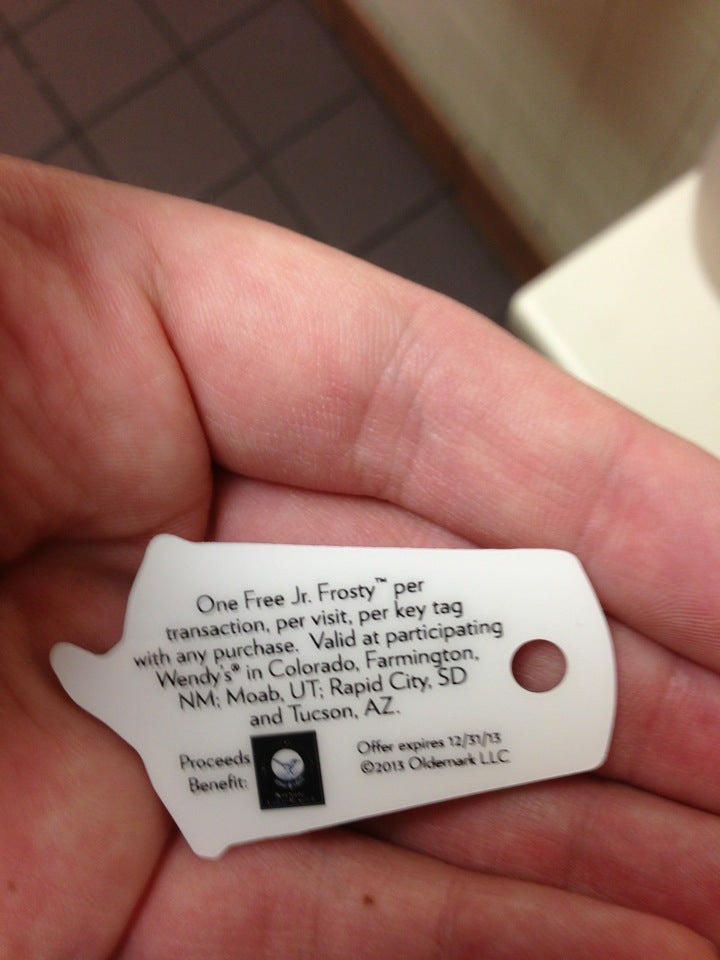 One Free Jr. Frosty™ per
transaction, per visit, per key tag
with any purchase. Valid at participating
Wendy's® in Colorado, Farmington,
NM; Moab, UT; Rapid City, SD
and Tucson, AZ.
Proceeds
Benefit:
Offer expires 12/31/13
©2013 Oldemark LLC